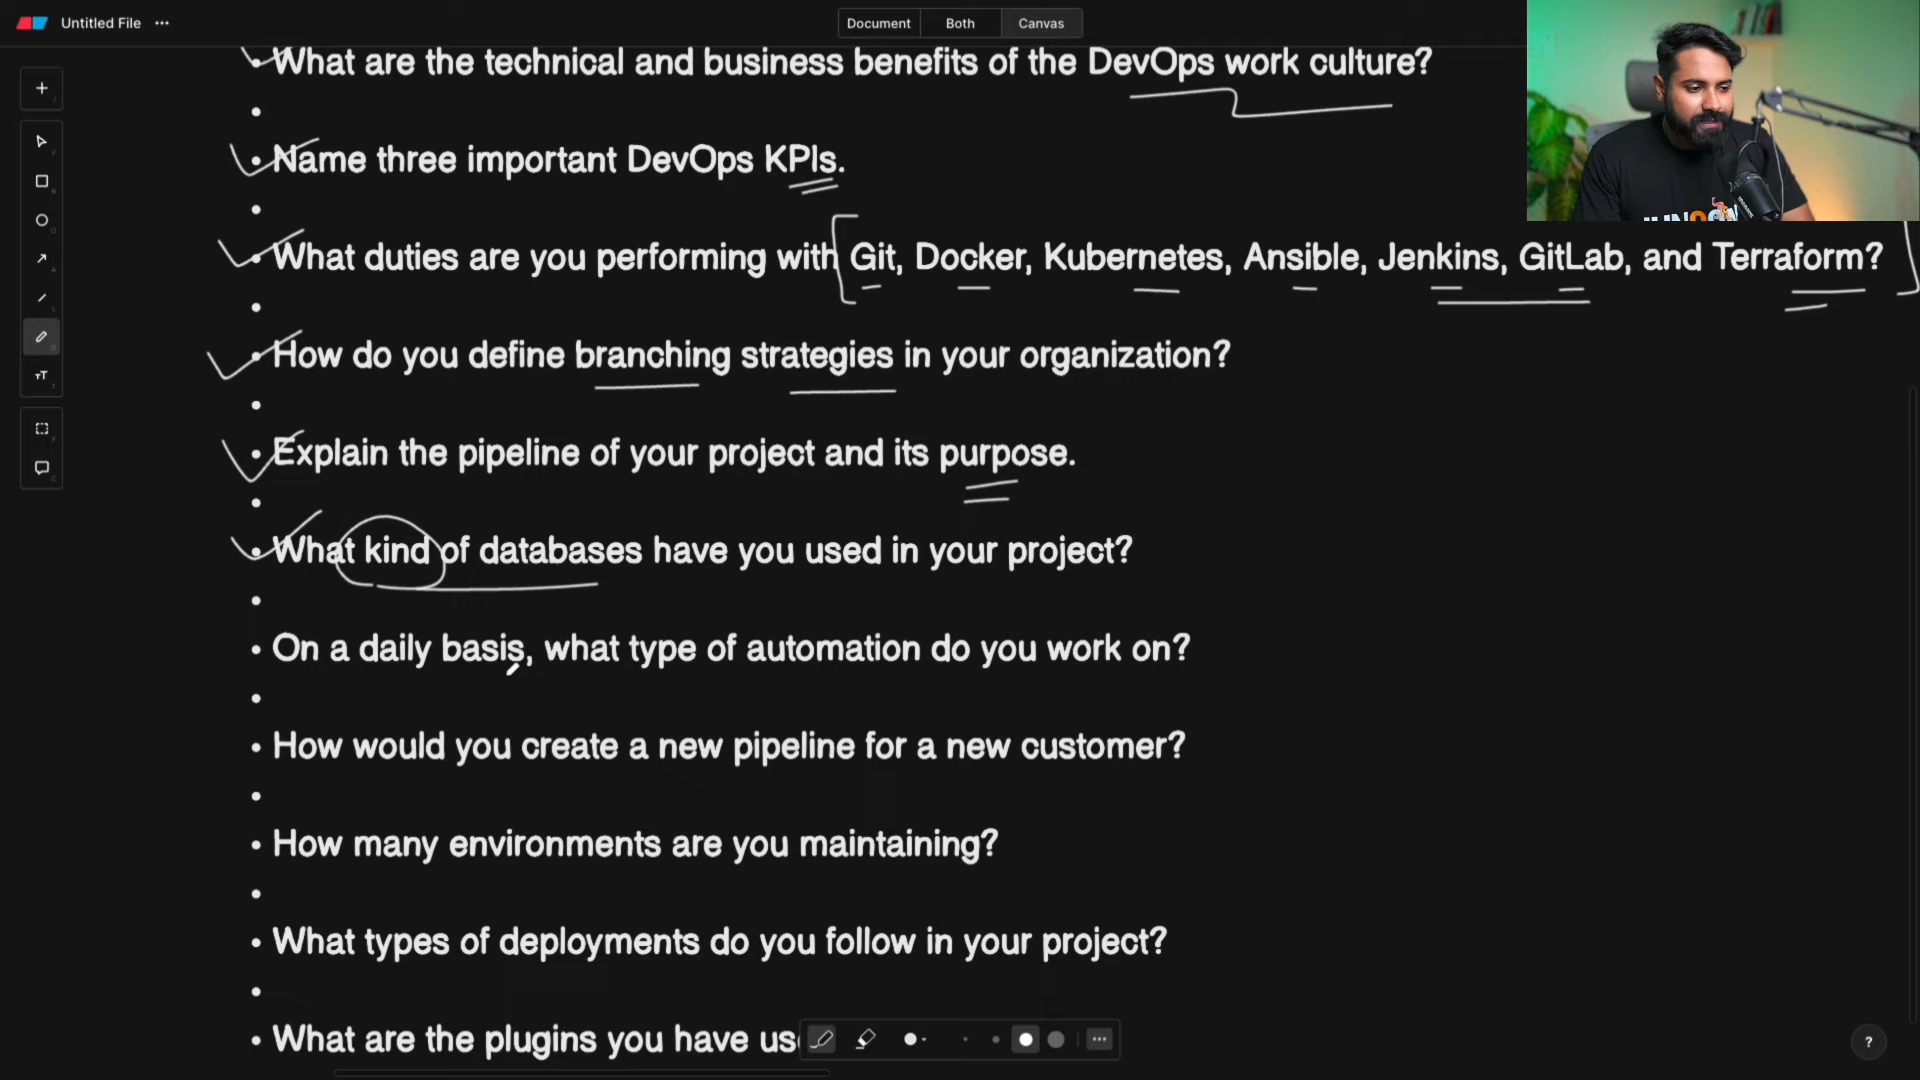 Untitled File
Document Both Canvas
What are the technical and business benefits of the DevOps work culture?
Name three important DevOps KPIs.
What duties are you performing with Git, Docker, Kubernetes, Ansible, Jenkins, GitLab, and Terraform?
How do you define branching strategies in your organization?
Explain the pipeline of your project and its purpose.
What kind of databases have you used in your project?
On a daily basis, what type of automation do you work on?
How would you create a new pipeline for a new customer?
How many environments are you maintaining?
What types of deployments do you follow in your project?
What are the plugins you have
?